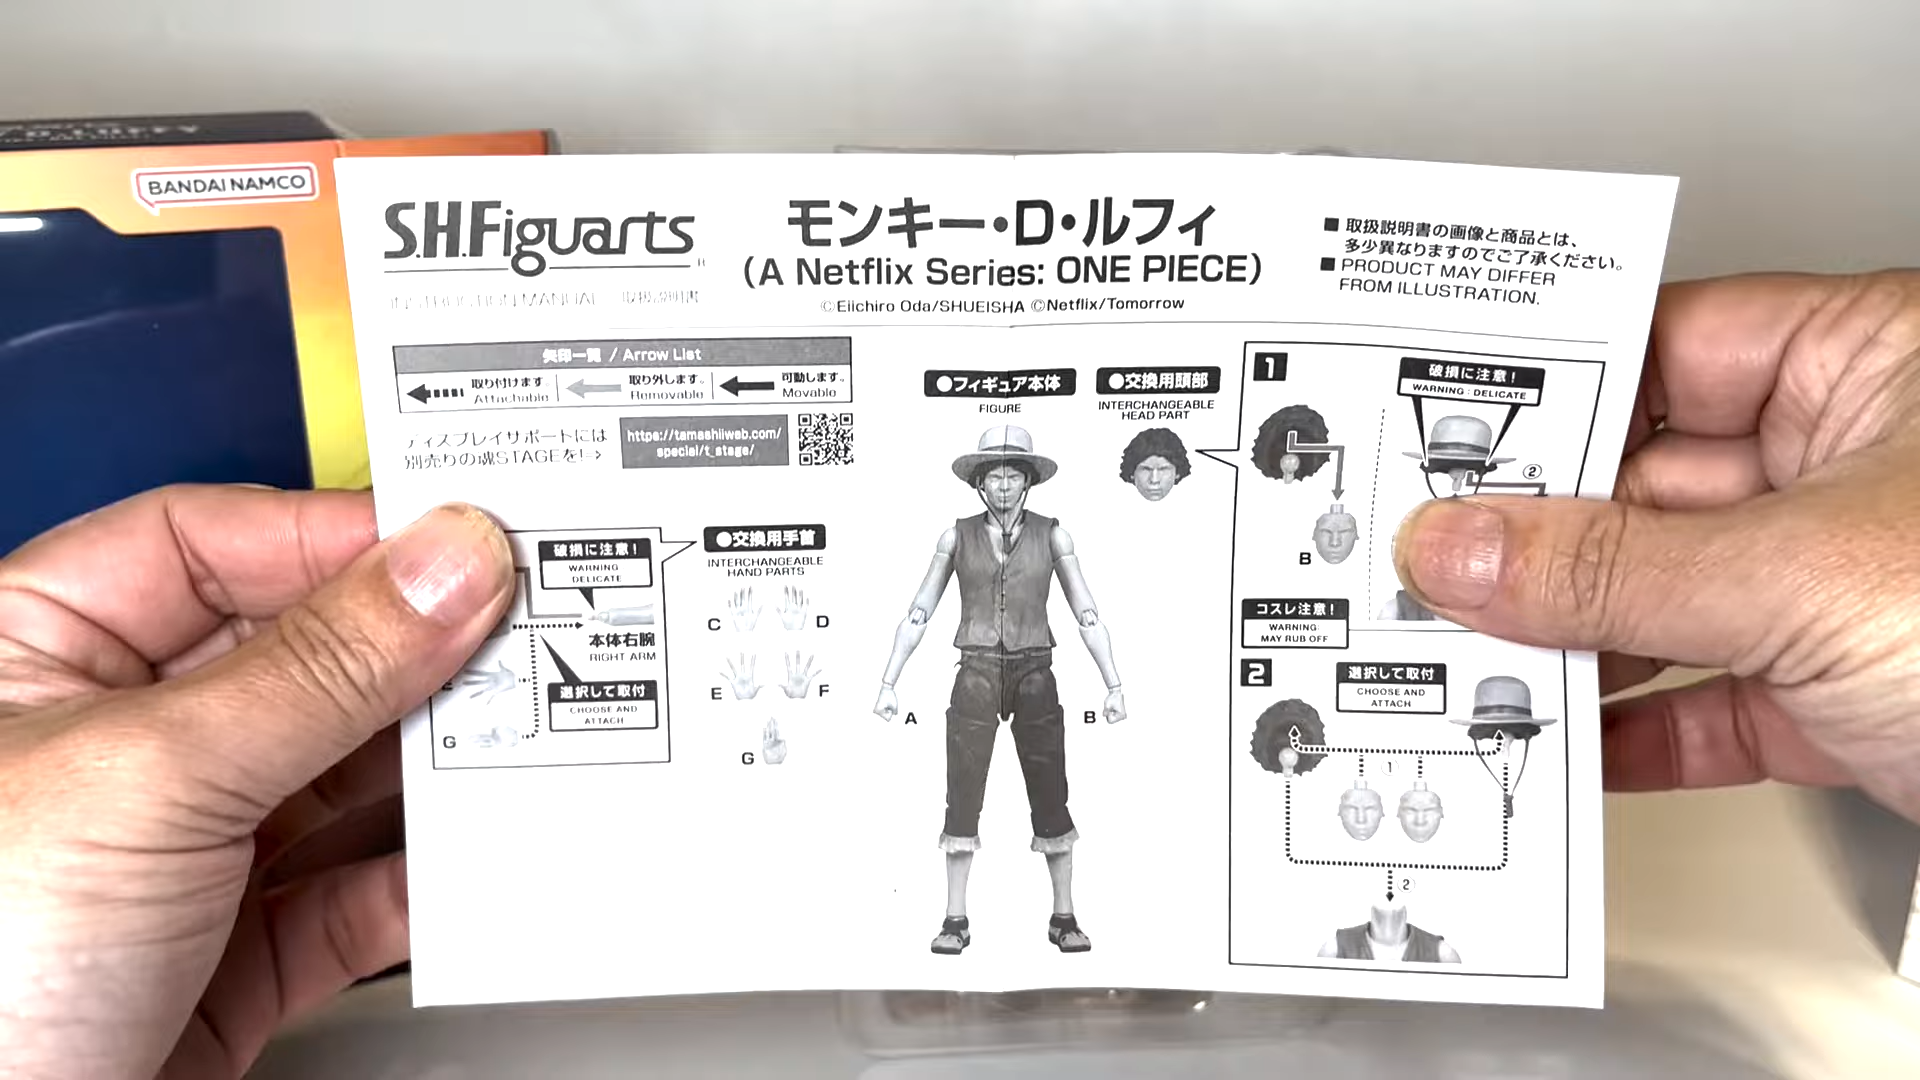 BANDAI NAMCO
S.H.Figuarts
INSTRUCTION MANUAL 取扱説明書
モンキー・D・ルフィ
(A Netflix Series: ONE PIECE)
©Eiichiro Oda/SHUEISHA ©Netflix/Tomorrow
■ 取扱説明書の画像と商品とは、
多少異なりますのでご了承ください。
■ PRODUCT MAY DIFFER
FROM ILLUSTRATION.
矢印一覧 / Arrow List
取り付けます。
Attachable
取り外します。
Removable
可動します。
Movable
ディスプレイサポートには
別売りの魂STAGEを!->
https://tamashiiweb.com/
special/t_stage/
破損に注意!
WARNING
DELICATE
本体右腕
RIGHT ARM
選択して取付
CHOOSE AND
ATTACH
G
●交換用手首
INTERCHANGEABLE
HAND PARTS
C
D
E
F
G
●フィギュア本体
FIGURE
A
B
●交換用頭部
INTERCHANGEABLE
HEAD PART
1
破損に注意!
WARNING : DELICATE
②
B
コスレ注意!
WARNING:
MAY RUB OFF
2
選択して取付
CHOOSE AND
ATTACH
①
②